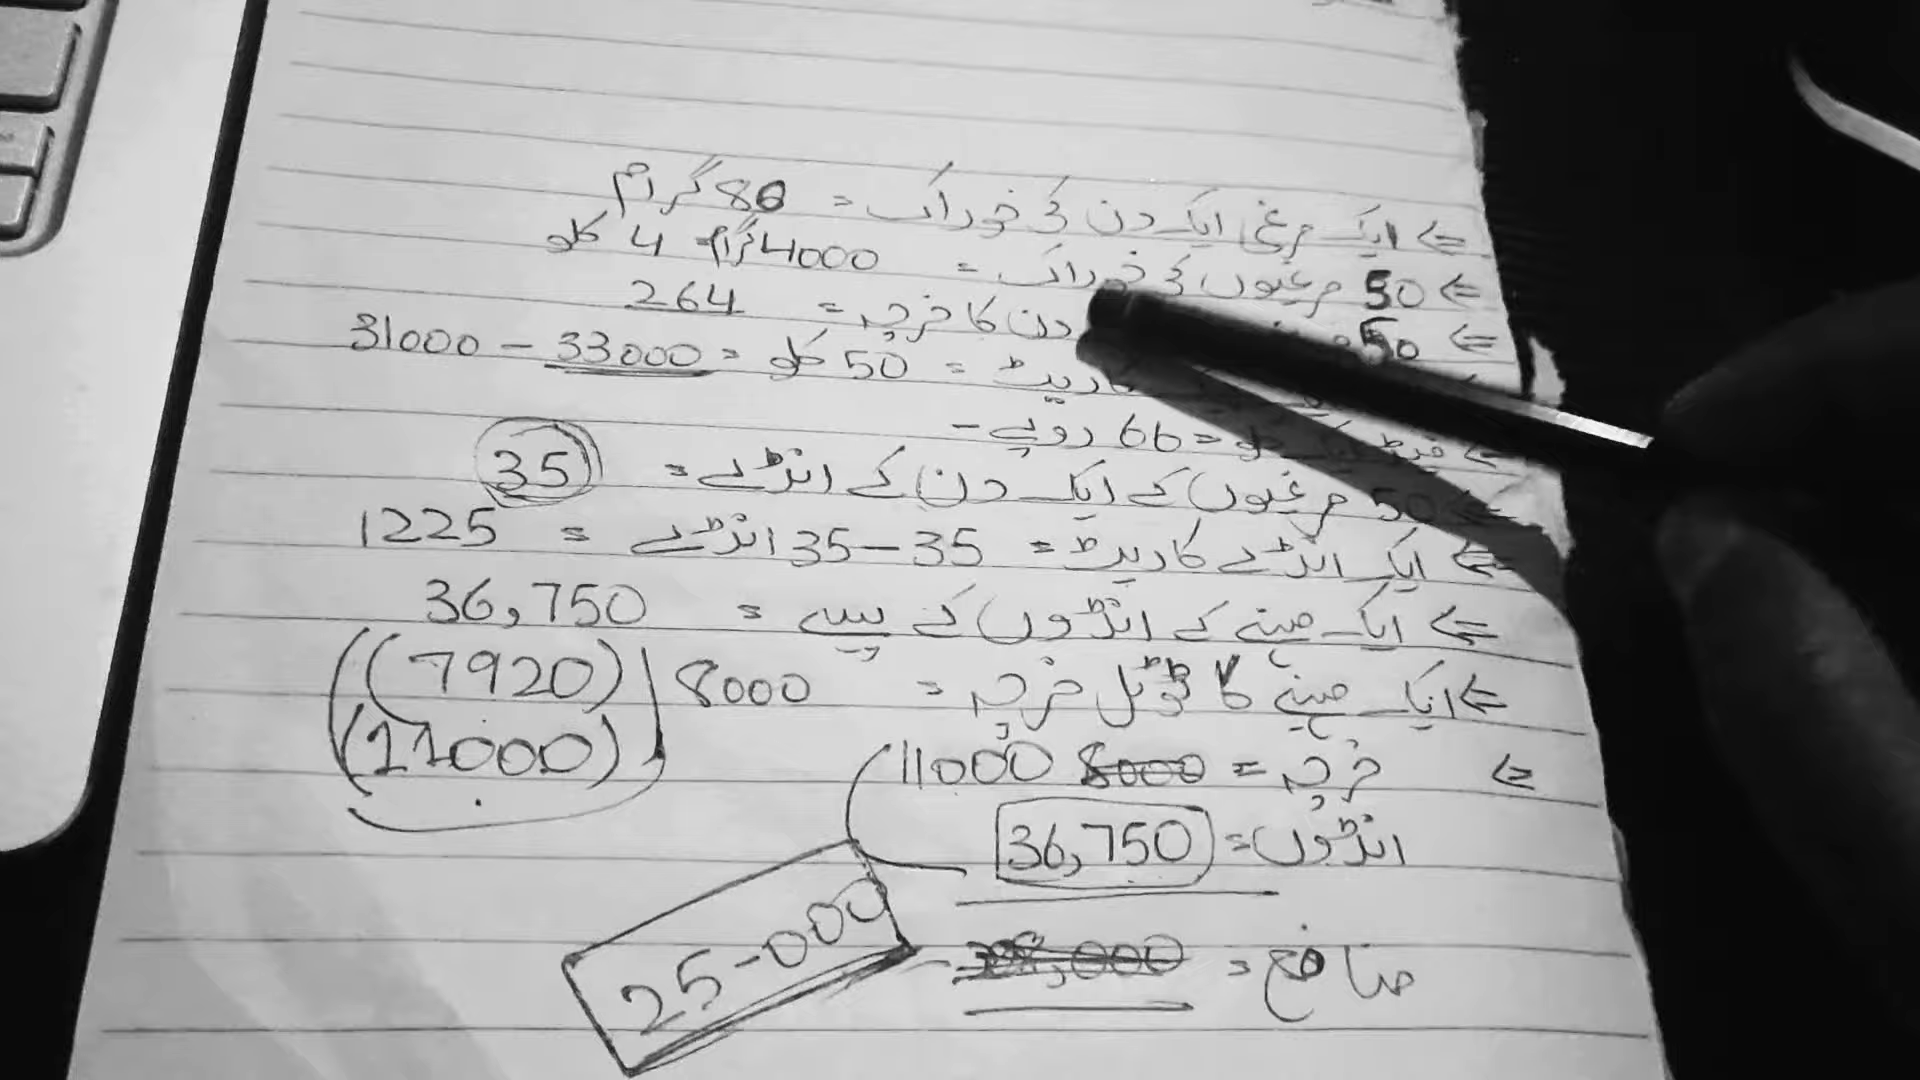 ⇐ ایک مرغی ایک دن کی خوراک = 80 گرام
⇐ 50 مرغیوں کی خوراک = 4000 گرام = 4 کلو
⇐ 50 دن کا خرچہ = 264
ریٹ = 50 کلو = 33000 - 31000
⇐ کلو = 66 روپے -
⇐ 50 مرغیوں کے ایک دن کے انڈے = 35
⇐ ایک انڈے کا ریٹ = 35 - 35 انڈے = 1225
⇐ ایک مہینے کے انڈوں کے پیسے = 36,750
⇐ ایک مہینے کا ٹوٹل خرچہ = 8000 (7920)
(11000)
⇐ خرچہ = 8000 11000
انڈوں = 36,750
منافع = 25-000